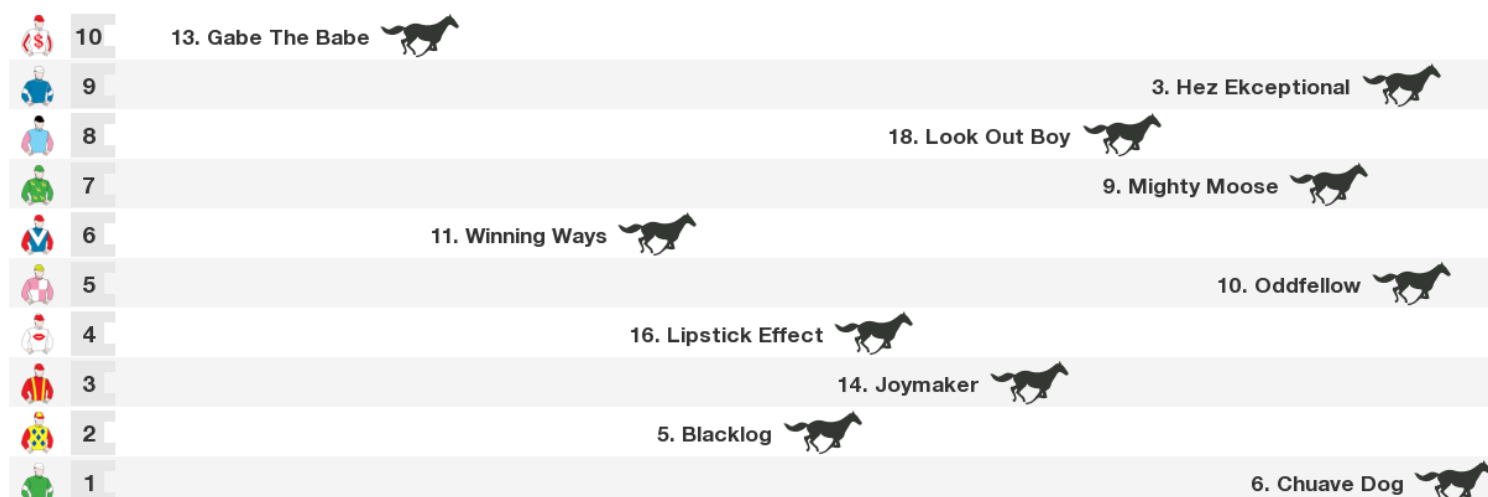 10 13. Gabe The Babe
9 3. Hez Ekceptional
8 18. Look Out Boy
7 9. Mighty Moose
6 11. Winning Ways
5 10. Oddfellow
4 16. Lipstick Effect
3 14. Joymaker
2 5. Blacklog
1 6. Chuave Dog